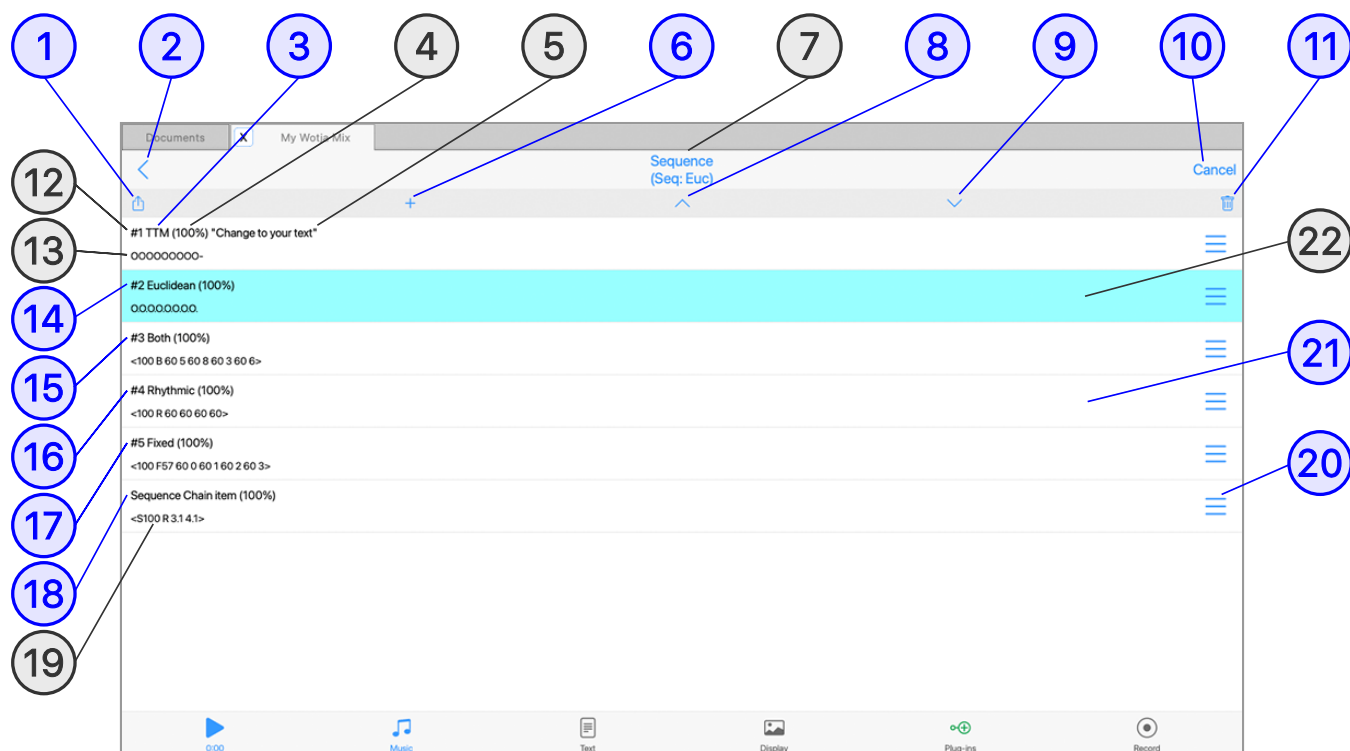 1 2 3 4 5 6 7 8 9 10 11
Documents X My Wotja Mix
Sequence
(Seq: Euc)
Cancel
12
#1 TTM (100%) "Change to your text"
13
OOOOOOOOO-
22
#2 Euclidean (100%)
14
O.O.O.O.O.O.O.
#3 Both (100%)
21
15
<100 B 60 5 60 8 60 3 60 6>
#4 Rhythmic (100%)
<100 R 60 60 60 60>
16
#5 Fixed (100%)
20
<100 F57 60 0 60 1 60 2 60 3>
17
Sequence Chain item (100%)
<S100 R 3.1 4.1>
18
19
0:00 Music Text Display Plug-ins Record